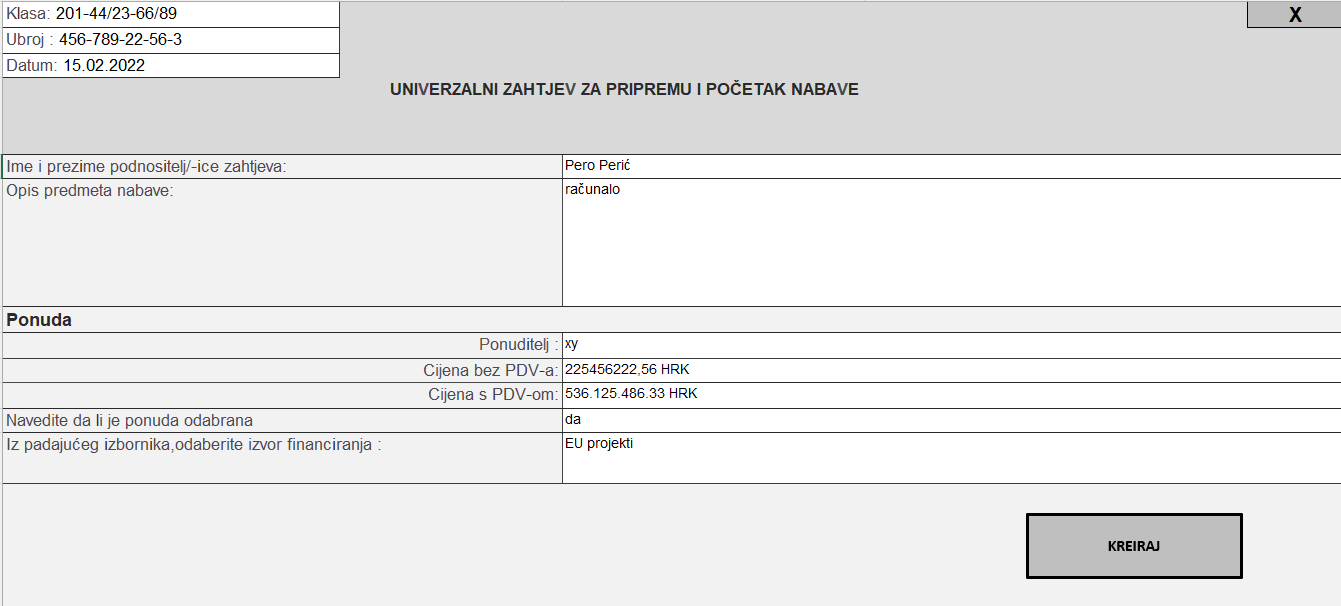 Klasa: 201-44/23-66/89
X
Ubroj : 456-789-22-56-3
Datum: 15.02.2022
UNIVERZALNI ZAHTJEV ZA PRIPREMU I POČETAK NABAVE
Ime i prezime podnositelj/-ice zahtjeva: Pero Perić
Opis predmeta nabave: računalo
Ponuda
Ponuditelj : xy
Cijena bez PDV-a: 225456222,56 HRK
Cijena s PDV-om: 536.125.486.33 HRK
Navedite da li je ponuda odabrana da
Iz padajućeg izbornika,odaberite izvor financiranja : EU projekti
KREIRAJ